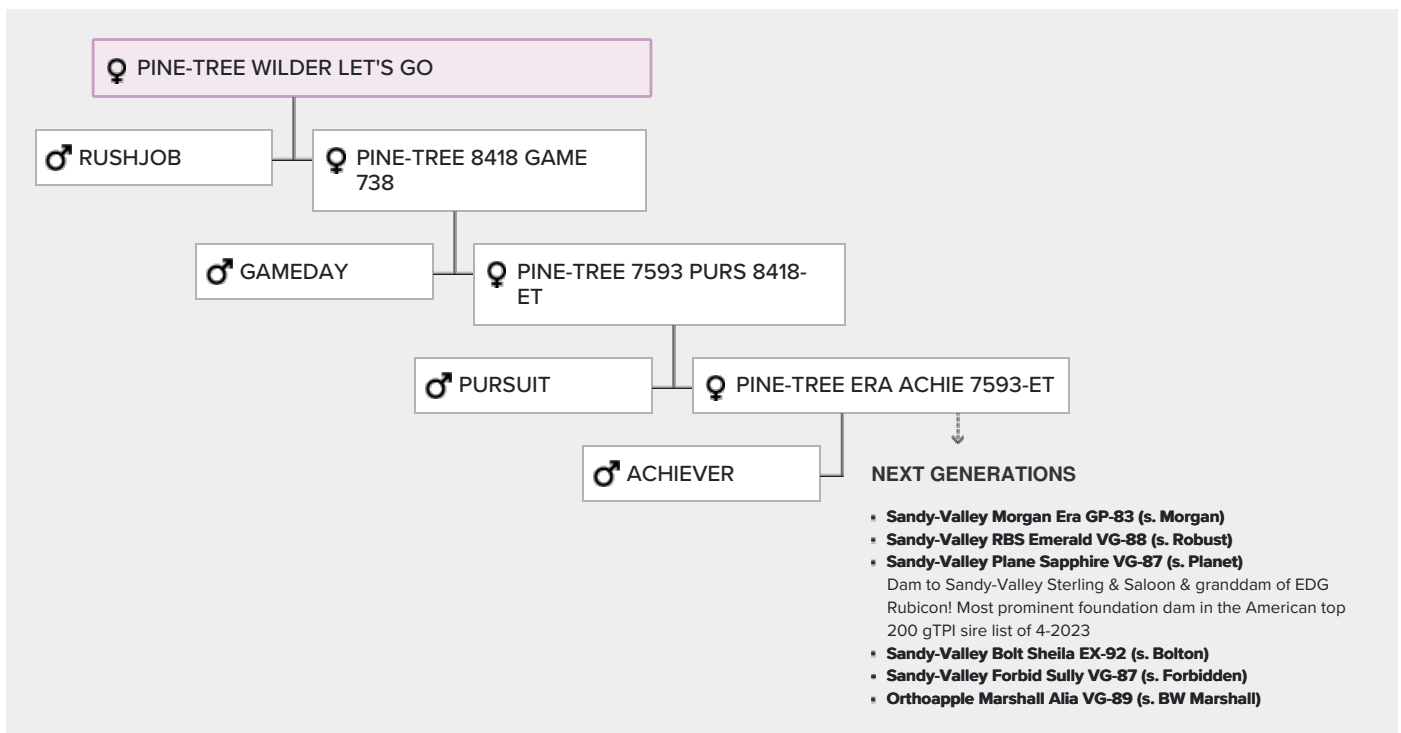 PINE-TREE WILDER LET'S GO
RUSHJOB
PINE-TREE 8418 GAME
738
GAMEDAY
PINE-TREE 7593 PURS 8418-
ET
PURSUIT
PINE-TREE ERA ACHIE 7593-ET
ACHIEVER
NEXT GENERATIONS
Sandy-Valley Morgan Era GP-83 (s. Morgan)
Sandy-Valley RBS Emerald VG-88 (s. Robust)
Sandy-Valley Plane Sapphire VG-87 (s. Planet)
Dam to Sandy-Valley Sterling & Saloon & granddam of EDG
Rubicon! Most prominent foundation dam in the American top
200 gTPI sire list of 4-2023
Sandy-Valley Bolt Sheila EX-92 (s. Bolton)
Sandy-Valley Forbid Sully VG-87 (s. Forbidden)
Orthoapple Marshall Alia VG-89 (s. BW Marshall)